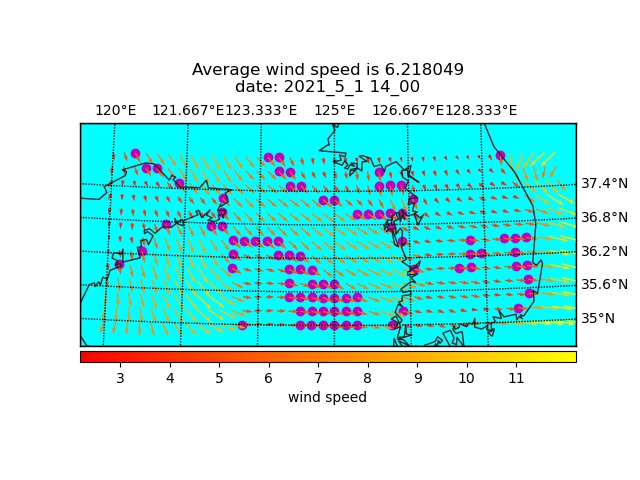 Average wind speed is 6.218049
date: 2021_5_1 14_00
120°E 121.667°E 123.333°E 125°E 126.667°E 128.333°E
37.4°N
36.8°N
36.2°N
35.6°N
35°N
3 4 5 6 7 8 9 10 11
wind speed